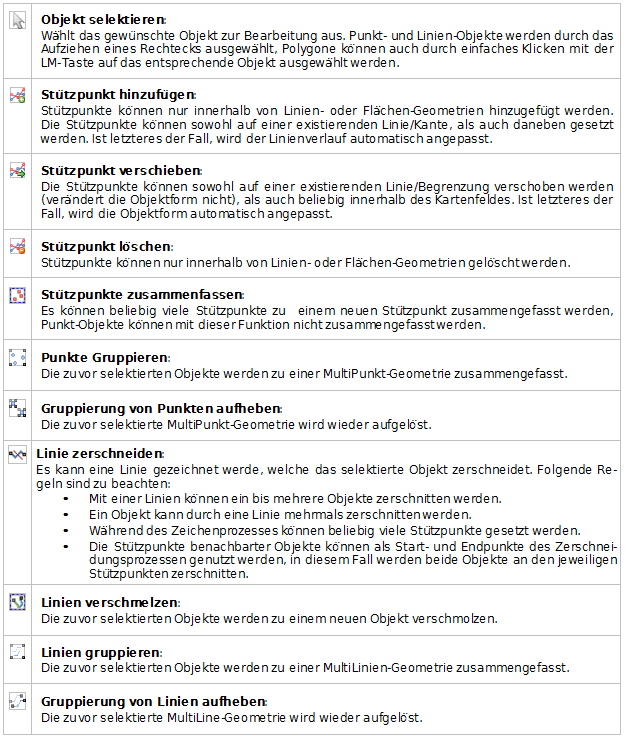 Objekt selektieren:
Wählt das gewünschte Objekt zur Bearbeitung aus. Punkt- und Linien-Objekte werden durch das
Aufziehen eines Rechtecks ausgewählt, Polygone können auch durch einfaches Klicken mit der
LM-Taste auf das entsprechende Objekt ausgewählt werden.
Stützpunkt hinzufügen:
Stützpunkte können nur innerhalb von Linien- oder Flächen-Geometrien hinzugefügt werden.
Die Stützpunkte können sowohl auf einer existierenden Linie/Kante, als auch daneben gesetzt
werden. Ist letzteres der Fall, wird der Linienverlauf automatisch angepasst.
Stützpunkt verschieben:
Die Stützpunkte können sowohl auf einer existierenden Linie/Begrenzung verschoben werden
(verändert die Objektform nicht), als auch beliebig innerhalb des Kartenfeldes. Ist letzteres der
Fall, wird die Objektform automatisch angepasst.
Stützpunkt löschen:
Stützpunkte können nur innerhalb von Linien- oder Flächen-Geometrien gelöscht werden.
Stützpunkte zusammenfassen:
Es können beliebig viele Stützpunkte zu einem neuen Stützpunkt zusammengefasst werden,
Punkt-Objekte können mit dieser Funktion nicht zusammengefasst werden.
Punkte Gruppieren:
Die zuvor selektierten Objekte werden zu einer MultiPunkt-Geometrie zusammengefasst.
Gruppierung von Punkten aufheben:
Die zuvor selektierte MultiPunkt-Geometrie wird wieder aufgelöst.
Linie zerschneiden:
Es kann eine Linie gezeichnet werde, welche das selektierte Objekt zerschneidet. Folgende Re-
geln sind zu beachten:
• Mit einer Linien können ein bis mehrere Objekte zerschnitten werden.
• Ein Objekt kann durch eine Linie mehrmals zerschnitten werden.
• Während des Zeichenprozesses können beliebig viele Stützpunkte gesetzt werden.
• Die Stützpunkte benachbarter Objekte können als Start- und Endpunkte des Zerschnei-
dungsprozessen genutzt werden, in diesem Fall werden beide Objekte an den jeweiligen
Stützpunkten zerschnitten.
Linien verschmelzen:
Die zuvor selektierten Objekte werden zu einem neuen Objekt verschmolzen.
Linien gruppieren:
Die zuvor selektierten Objekte werden zu einer MultiLinien-Geometrie zusammengefasst.
Gruppierung von Linien aufheben:
Die zuvor selektierte MultiLine-Geometrie wird wieder aufgelöst.